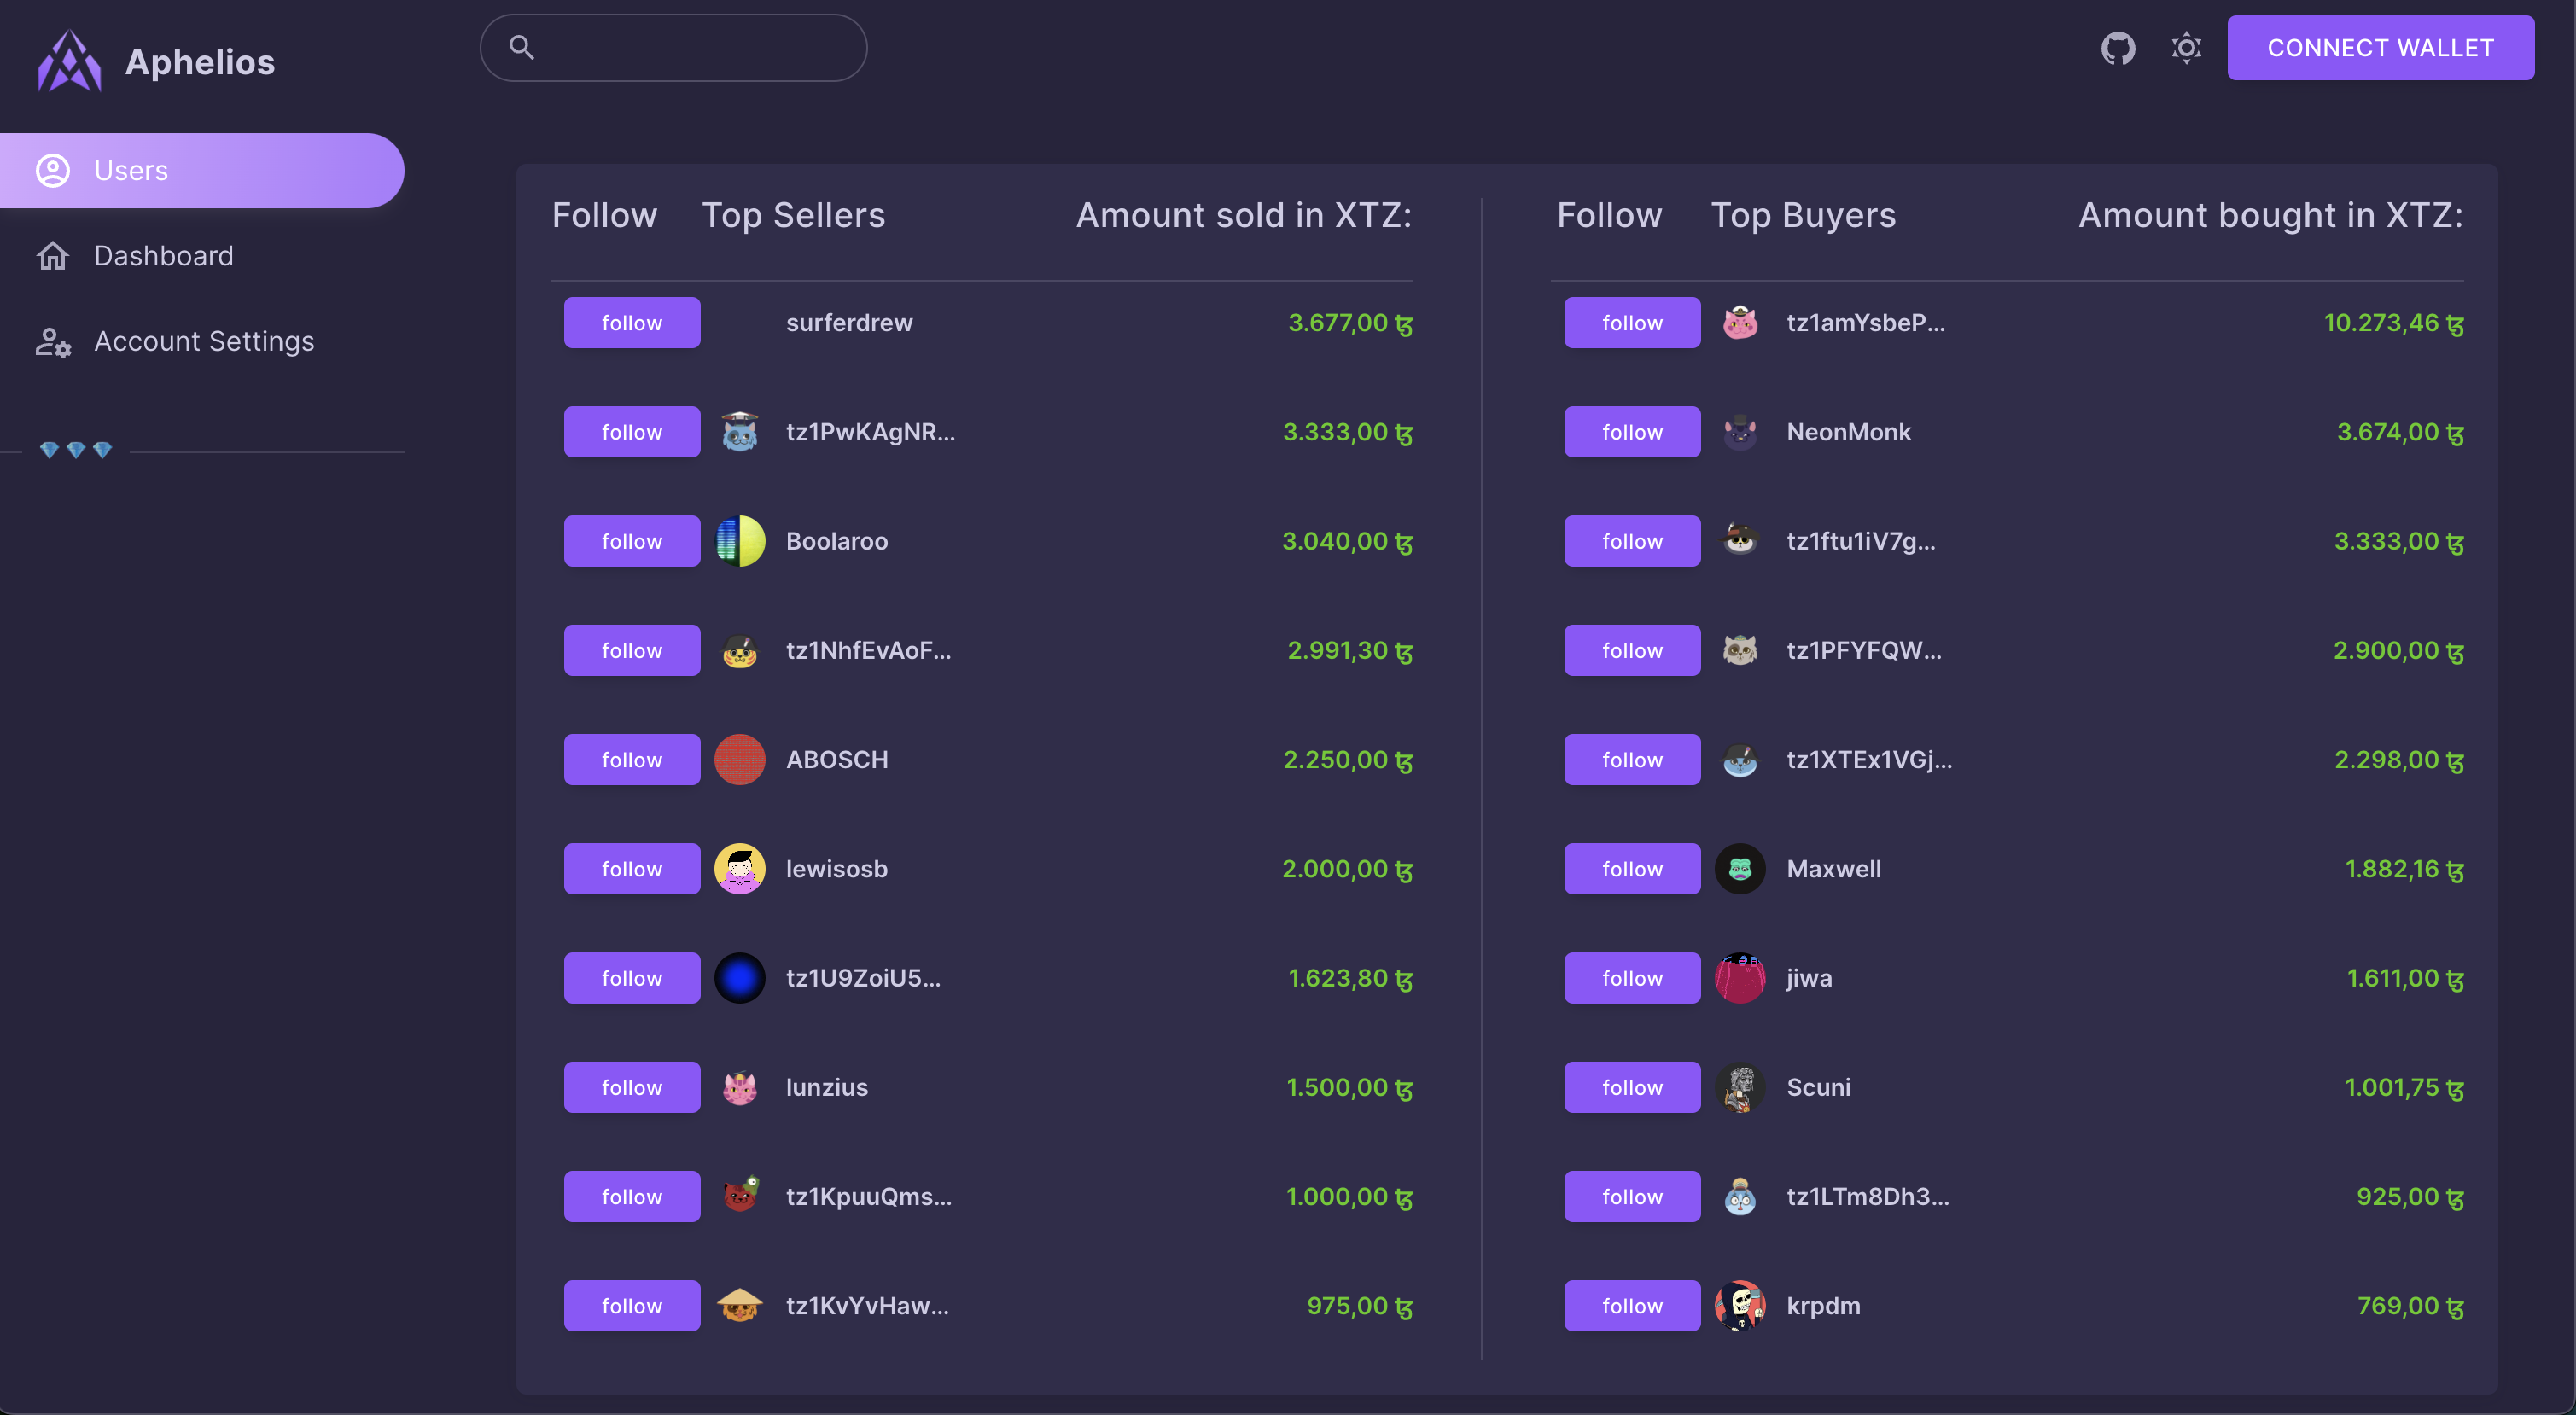 Aphelios
CONNECT WALLET
Users
Dashboard
Account Settings
Follow Top Sellers Amount sold in XTZ:
follow surferdrew 3.677,00 ꜩ
follow tz1PwKAgNR... 3.333,00 ꜩ
follow Boolaroo 3.040,00 ꜩ
follow tz1NhfEvAoF... 2.991,30 ꜩ
follow ABOSCH 2.250,00 ꜩ
follow lewisosb 2.000,00 ꜩ
follow tz1U9ZoiU5... 1.623,80 ꜩ
follow lunzius 1.500,00 ꜩ
follow tz1KpuuQms... 1.000,00 ꜩ
follow tz1KvYvHaw... 975,00 ꜩ
Follow Top Buyers Amount bought in XTZ:
follow tz1amYsbeP... 10.273,46 ꜩ
follow NeonMonk 3.674,00 ꜩ
follow tz1ftu1iV7g... 3.333,00 ꜩ
follow tz1PFYFQW... 2.900,00 ꜩ
follow tz1XTEx1VGj... 2.298,00 ꜩ
follow Maxwell 1.882,16 ꜩ
follow jiwa 1.611,00 ꜩ
follow Scuni 1.001,75 ꜩ
follow tz1LTm8Dh3... 925,00 ꜩ
follow krpdm 769,00 ꜩ